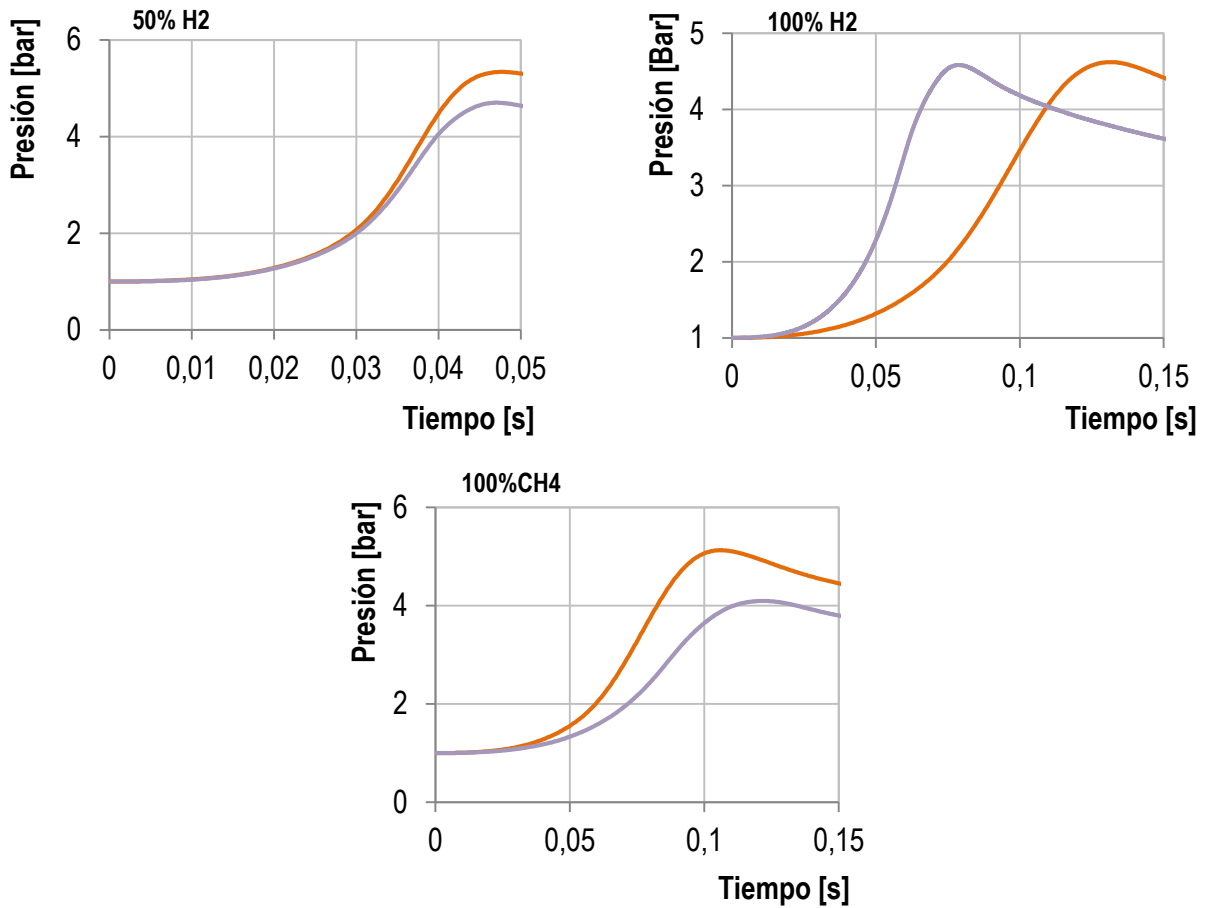 50% H2
Presión [bar]
6
4
2
0
0 0,01 0,02 0,03 0,04 0,05
Tiempo [s]
100% H2
Presión [Bar]
5
4
3
2
1
0 0,05 0,1 0,15
Tiempo [s]
100%CH4
Presión [bar]
6
4
2
0
0 0,05 0,1 0,15
Tiempo [s]